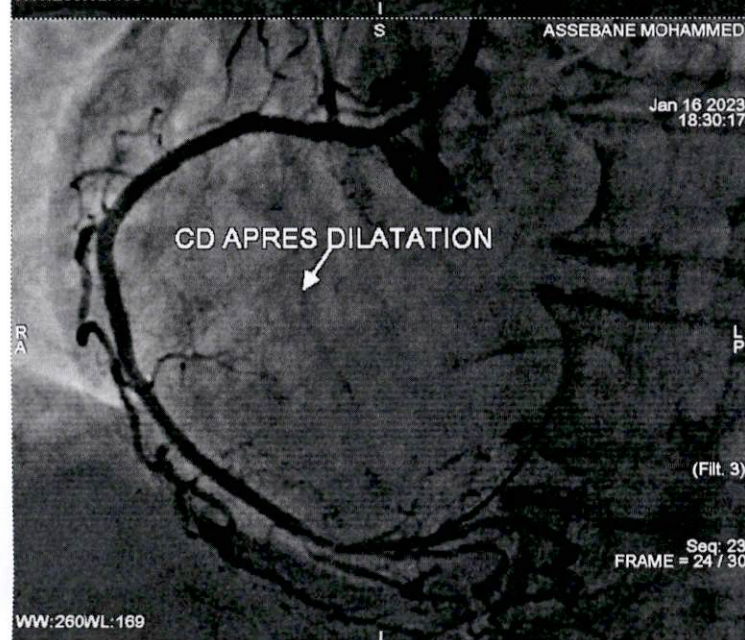 S
ASSEBANE MOHAMMED
Jan 16 2023
18:30:17
CD APRES DILATATION
R
A
L
P
(Filt. 3)
Seq: 23
FRAME = 24 / 30
WW:260WL:169
I